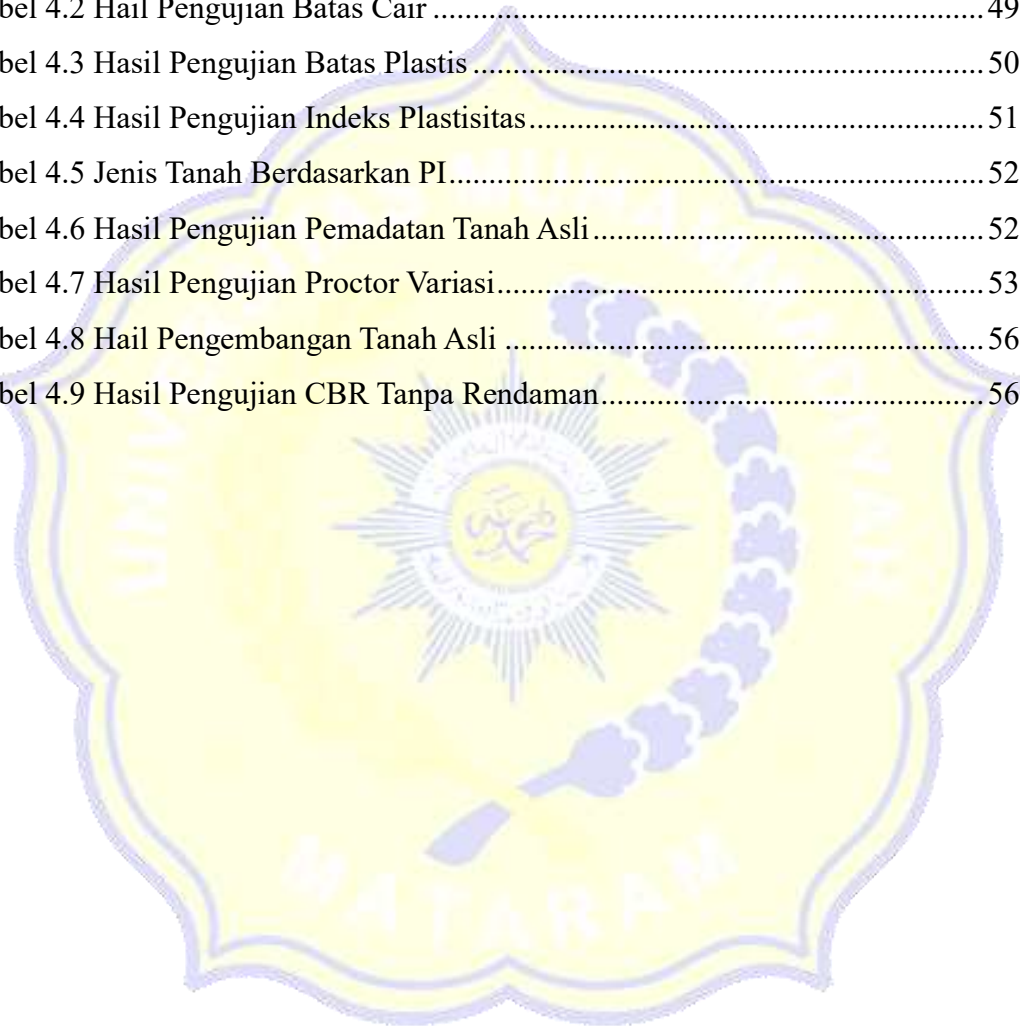 bel 4.2 Hail Pengujian Batas Cair ........................................................................ 49
bel 4.3 Hasil Pengujian Batas Plastis .................................................................. 50
bel 4.4 Hasil Pengujian Indeks Plastisitas ........................................................... 51
bel 4.5 Jenis Tanah Berdasarkan PI ..................................................................... 52
bel 4.6 Hasil Pengujian Pemadatan Tanah Asli ................................................... 52
bel 4.7 Hasil Pengujian Proctor Variasi ............................................................... 53
bel 4.8 Hail Pengembangan Tanah Asli .............................................................. 56
bel 4.9 Hasil Pengujian CBR Tanpa Rendaman .................................................. 56
UNIVERSITAS MUHAMMADIYAH
MATARAM